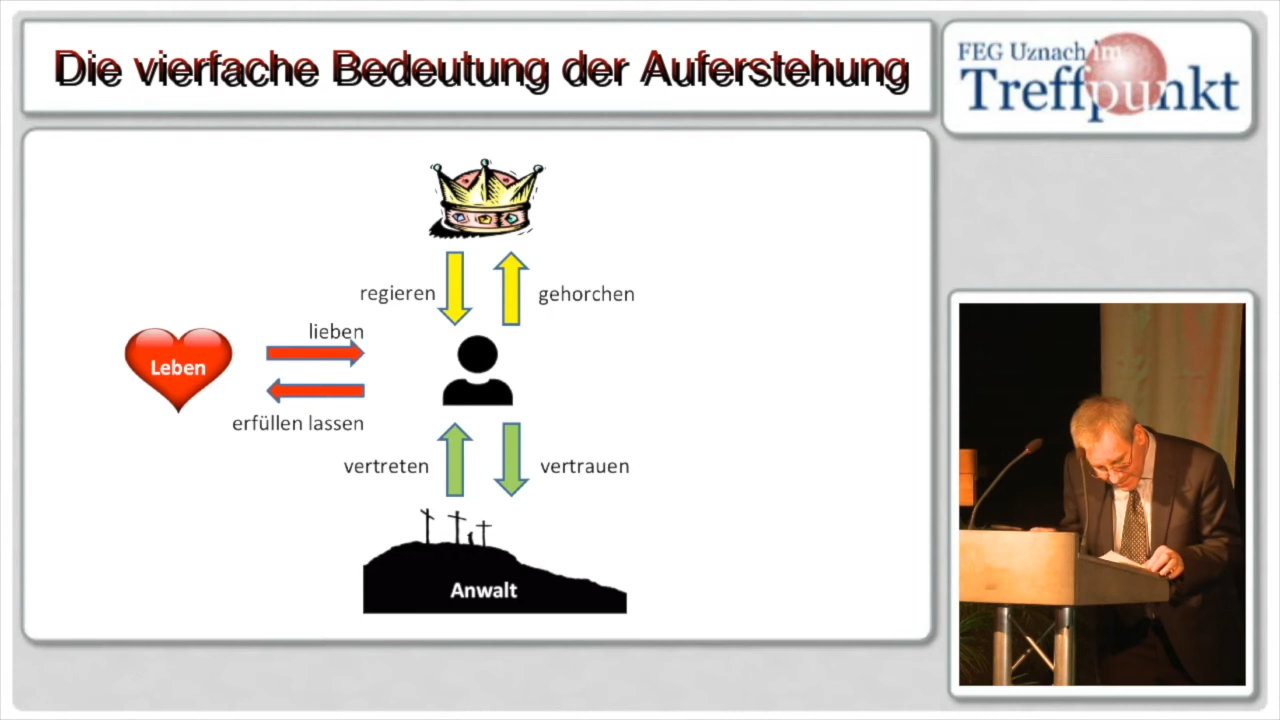 Die vierfache Bedeutung der Auferstehung
FEG Uznach im
Treffpunkt
regieren
gehorchen
lieben
Leben
erfüllen lassen
vertreten
vertrauen
Anwalt